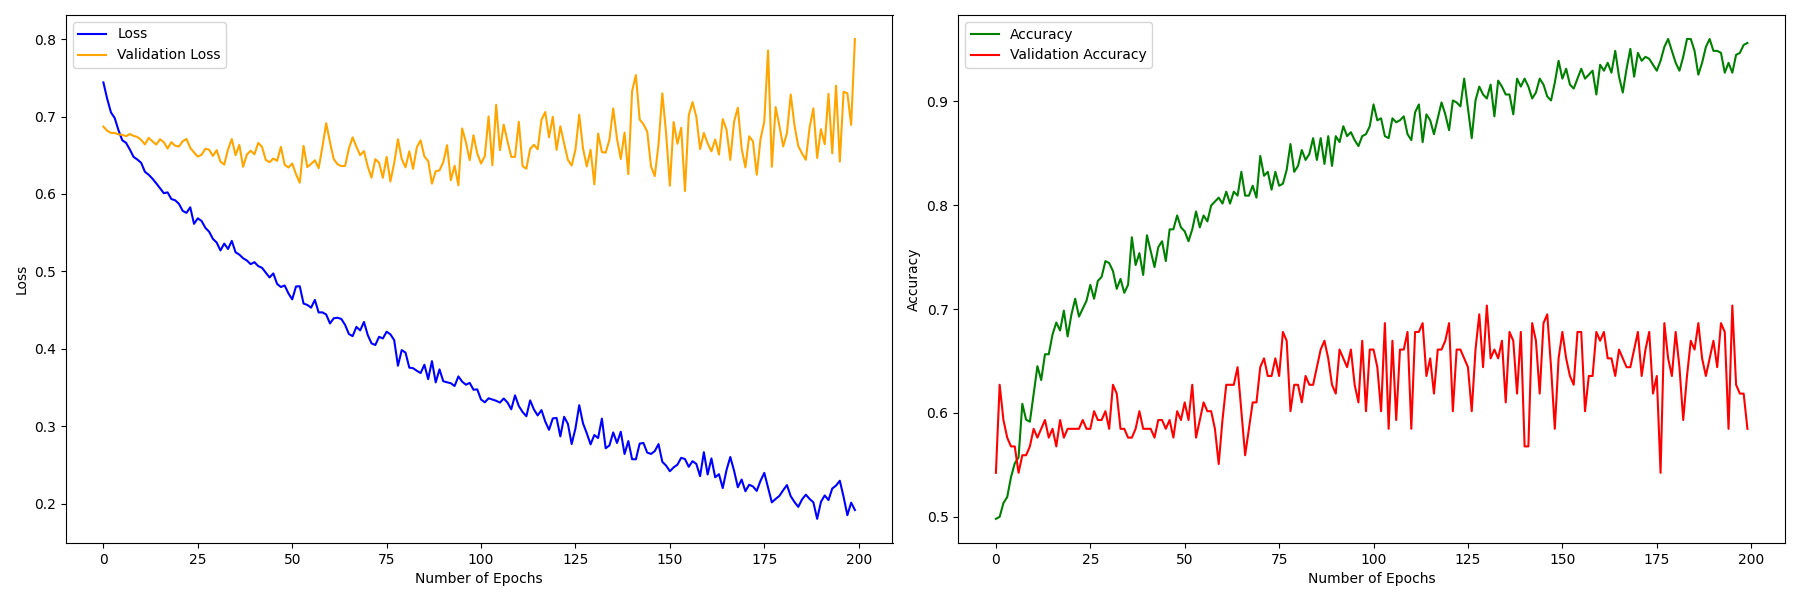 Loss
Validation Loss
0.8
0.7
0.6
0.5
0.4
0.3
0.2
Loss
0 25 50 75 100 125 150 175 200
Number of Epochs
Accuracy
Validation Accuracy
0.9
0.8
0.7
0.6
0.5
Accuracy
0 25 50 75 100 125 150 175 200
Number of Epochs